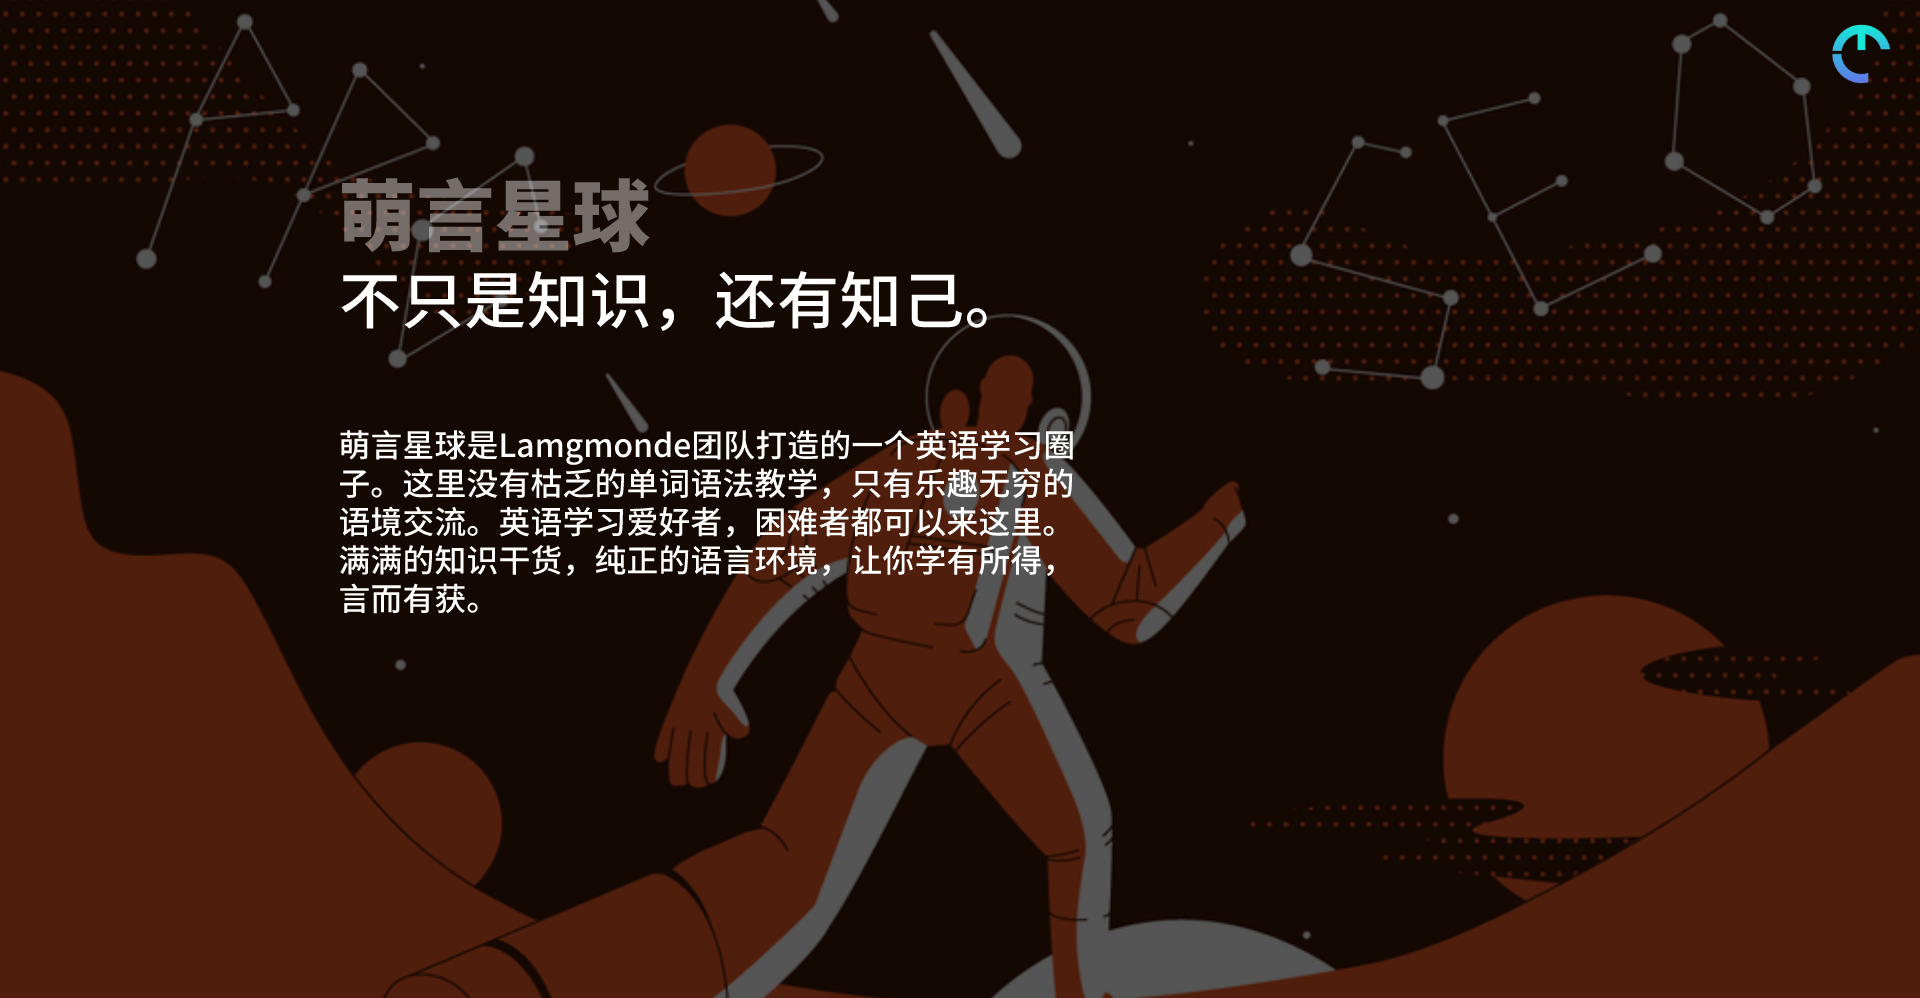 萌言星球
不只是知识，还有知己。
萌言星球是Lamgmonde团队打造的一个英语学习圈
子。这里没有枯乏的单词语法教学，只有乐趣无穷的
语境交流。英语学习爱好者，困难者都可以来这里。
满满的知识干货，纯正的语言环境，让你学有所得，
言而有获。